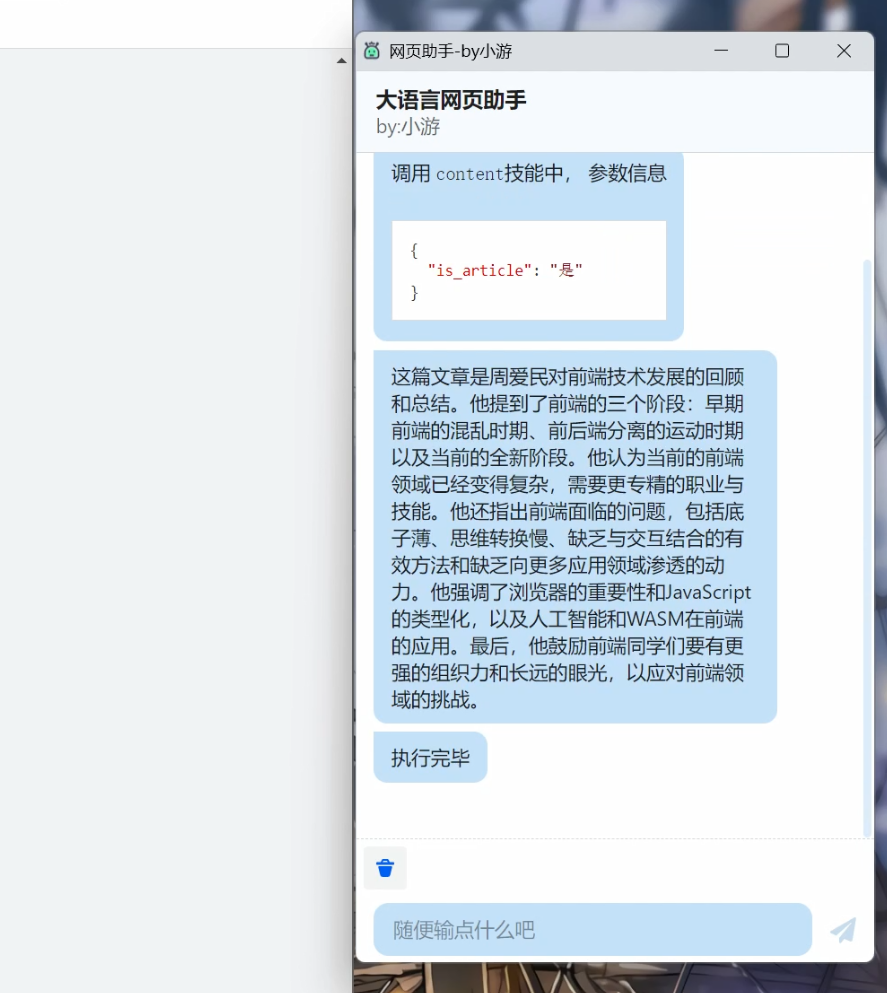 网页助手-by小游
大语言网页助手
by:小游
调用 content技能中， 参数信息
{
"is_article": "是"
}
这篇文章是周爱民对前端技术发展的回顾
和总结。他提到了前端的三个阶段：早期
前端的混乱时期、前后端分离的运动时期
以及当前的全新阶段。他认为当前的前端
领域已经变得复杂，需要更专精的职业与
技能。他还指出前端面临的问题，包括底
子薄、思维转换慢、缺乏与交互结合的有
效方法和缺乏向更多应用领域渗透的动
力。他强调了浏览器的重要性和JavaScript
的类型化，以及人工智能和WASM在前端
的应用。最后，他鼓励前端同学们要有更
强的组织力和长远的眼光，以应对前端领
域的挑战。
执行完毕
随便输点什么吧